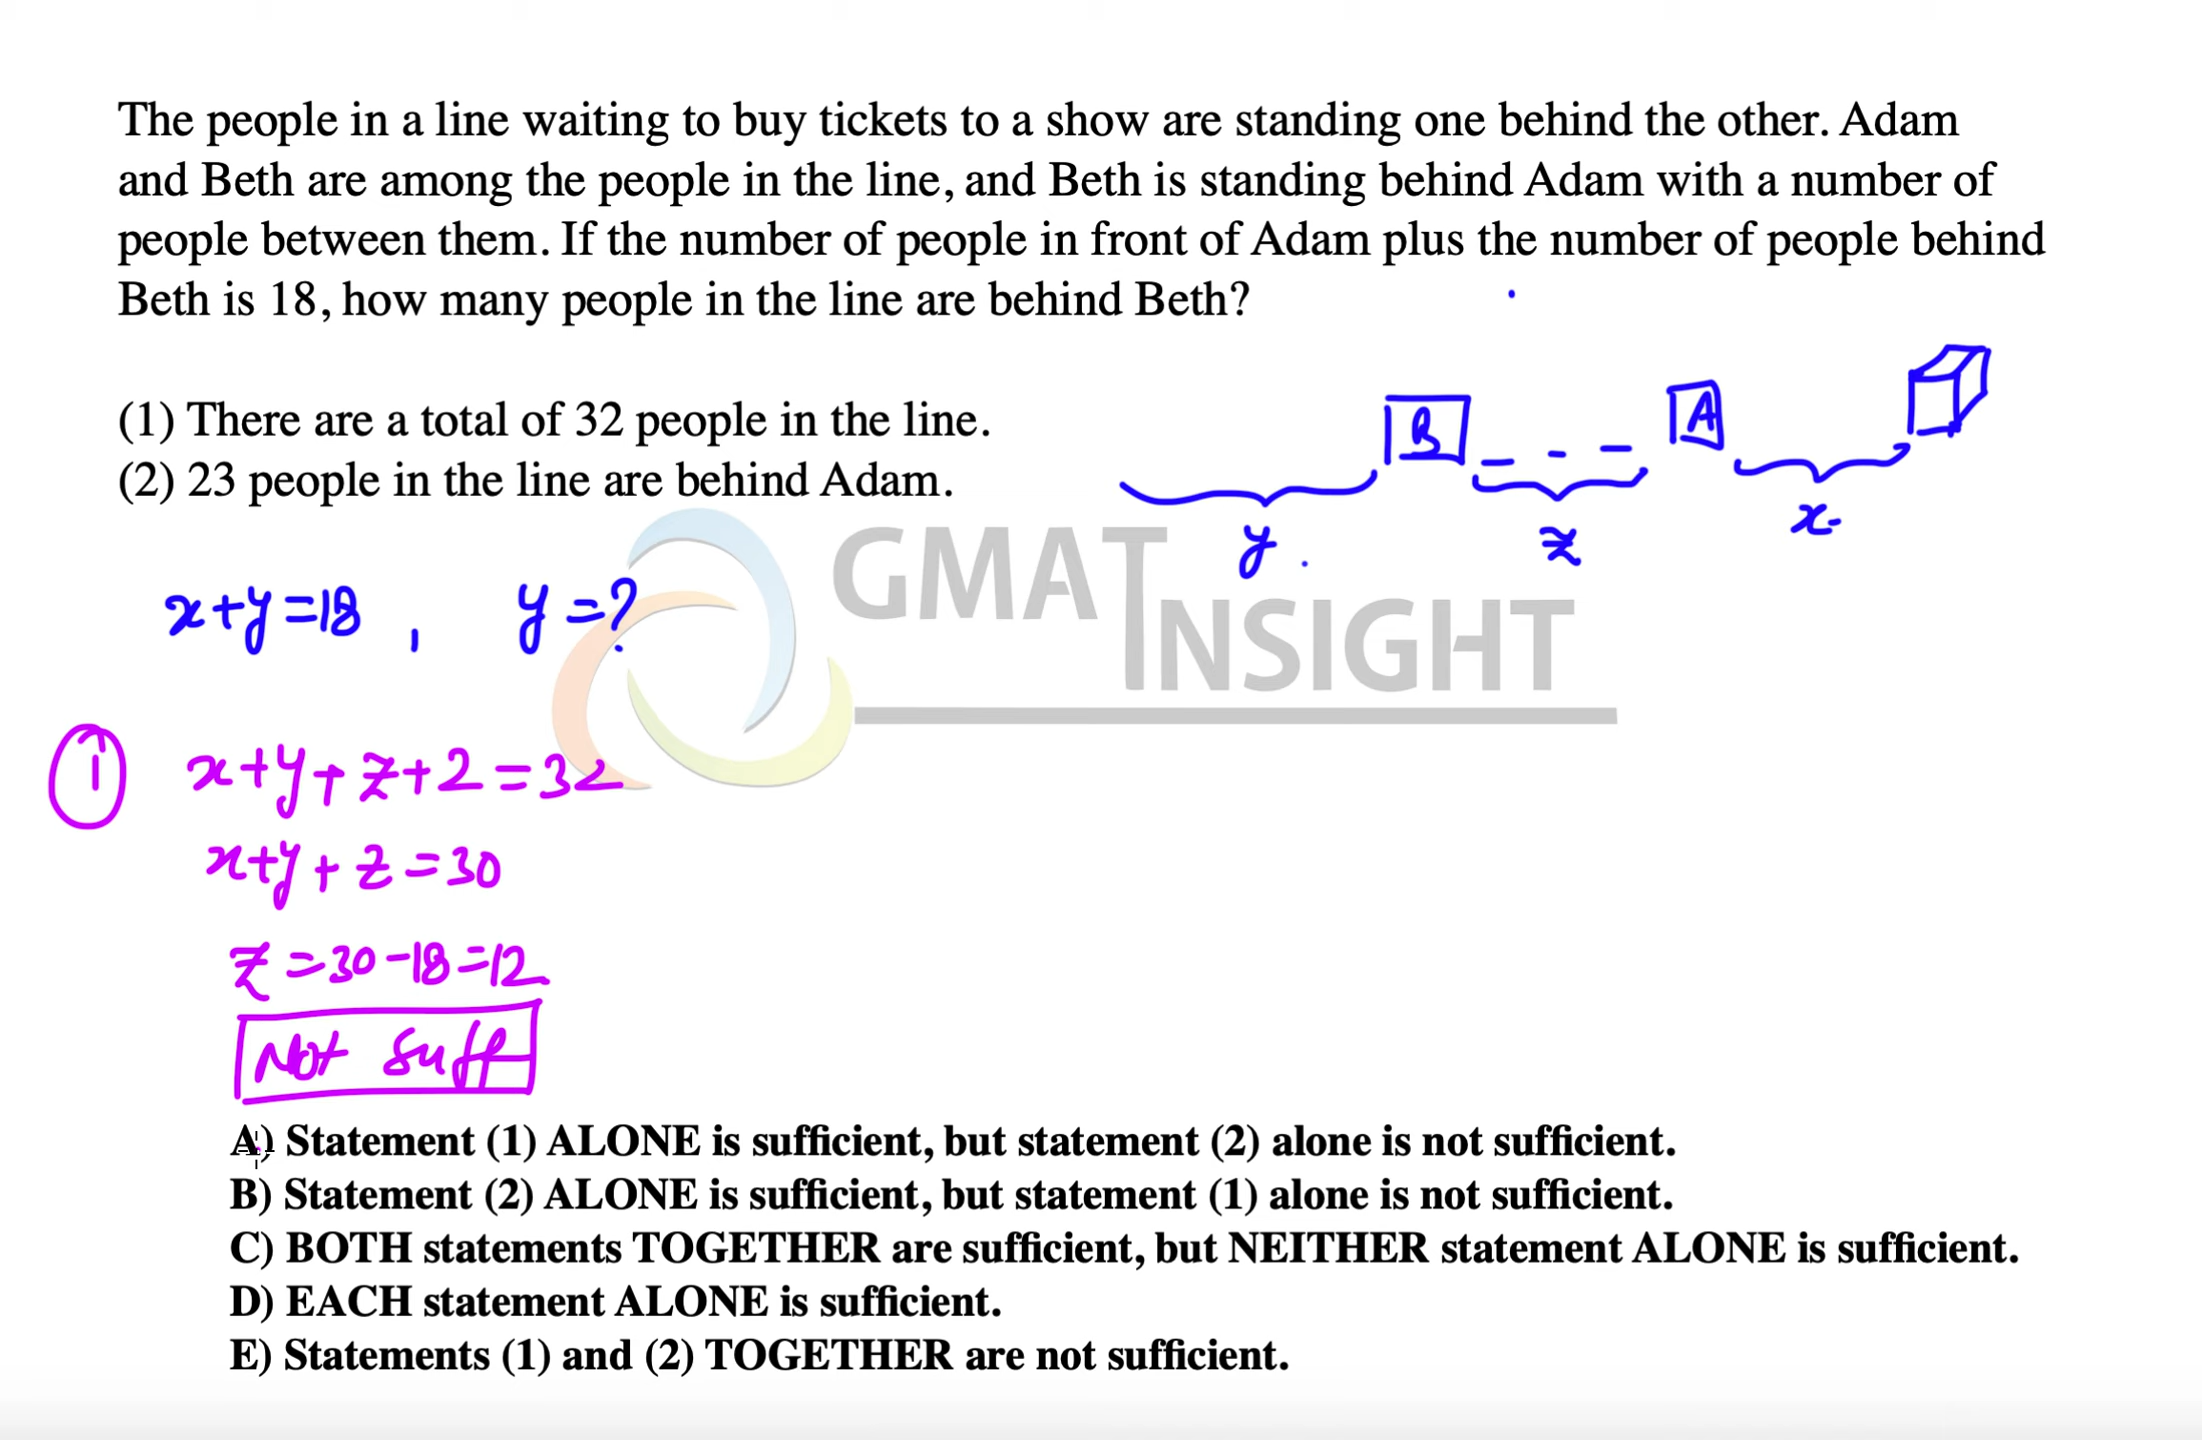 The people in a line waiting to buy tickets to a show are standing one behind the other. Adam
and Beth are among the people in the line, and Beth is standing behind Adam with a number of
people between them. If the number of people in front of Adam plus the number of people behind
Beth is 18, how many people in the line are behind Beth?
(1) There are a total of 32 people in the line.
(2) 23 people in the line are behind Adam.
B _ - - A
y. z x
GMAT INSIGHT
x+y=18 , y=?
1 x+y+z+2=32
x+y+z=30
z=30-18=12
Not Suff
A) Statement (1) ALONE is sufficient, but statement (2) alone is not sufficient.
B) Statement (2) ALONE is sufficient, but statement (1) alone is not sufficient.
C) BOTH statements TOGETHER are sufficient, but NEITHER statement ALONE is sufficient.
D) EACH statement ALONE is sufficient.
E) Statements (1) and (2) TOGETHER are not sufficient.